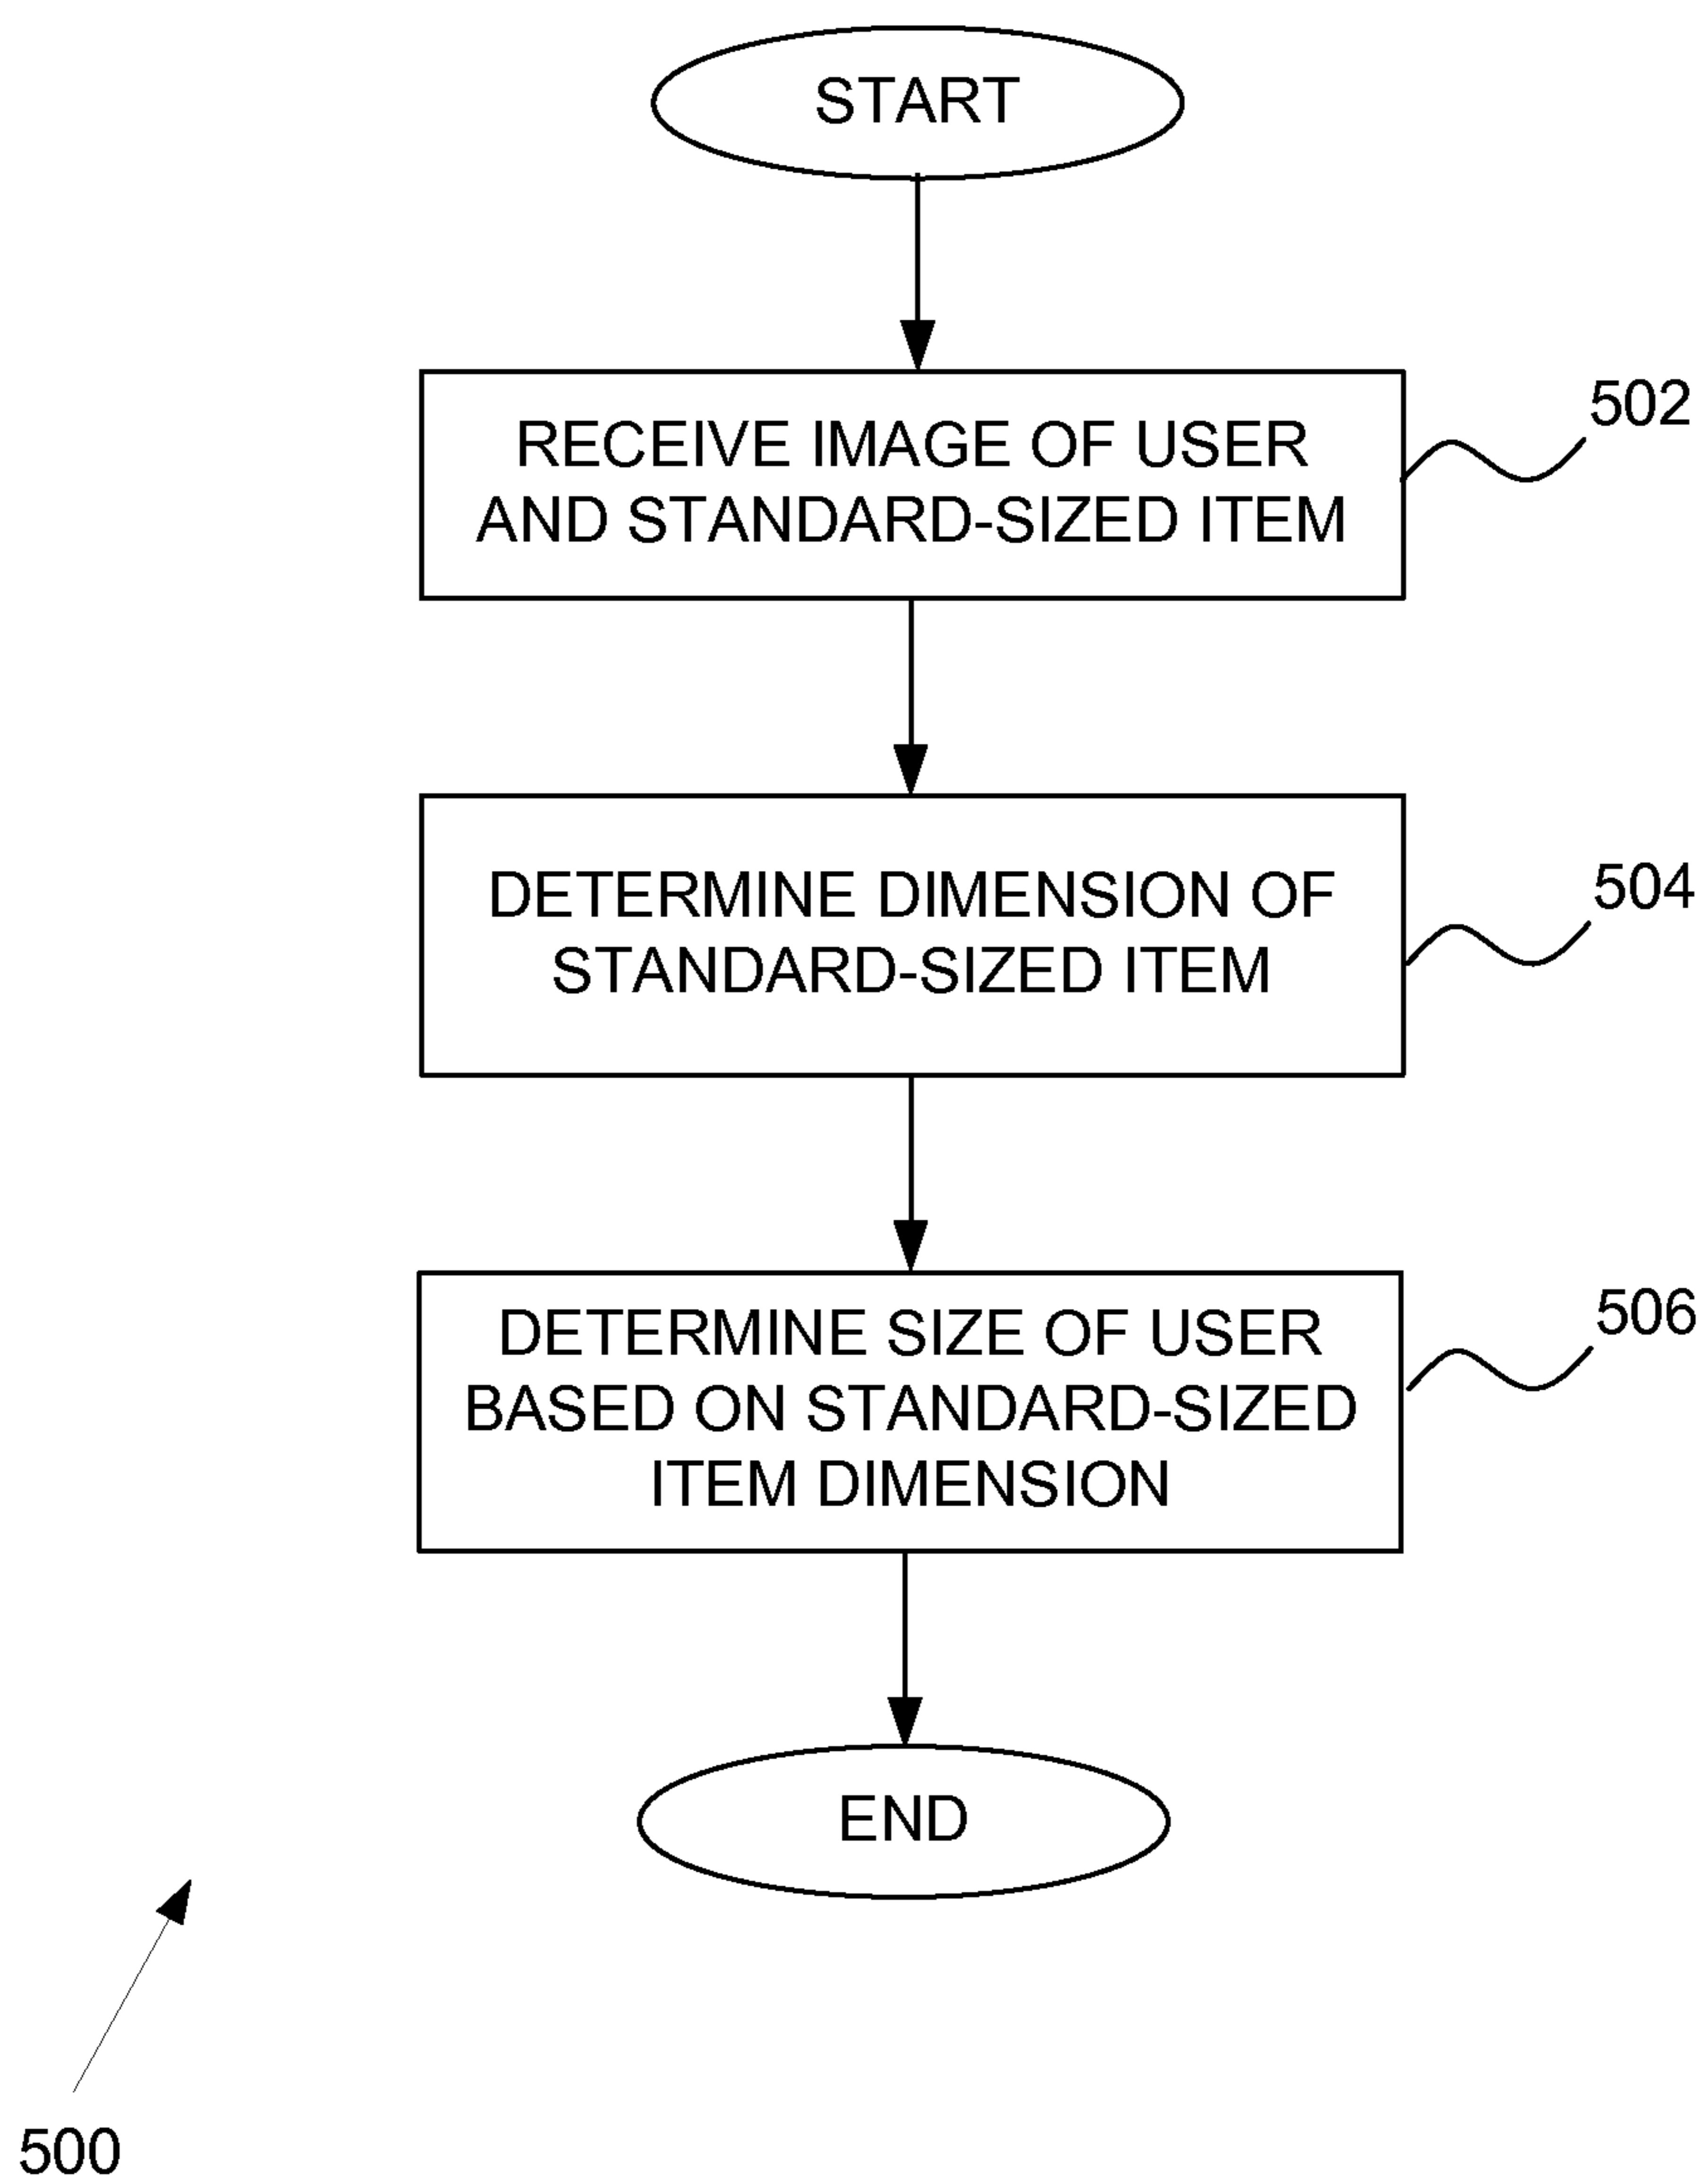 START
RECEIVE IMAGE OF USER
AND STANDARD-SIZED ITEM
502
DETERMINE DIMENSION OF
STANDARD-SIZED ITEM
504
DETERMINE SIZE OF USER
BASED ON STANDARD-SIZED
ITEM DIMENSION
506
END
500